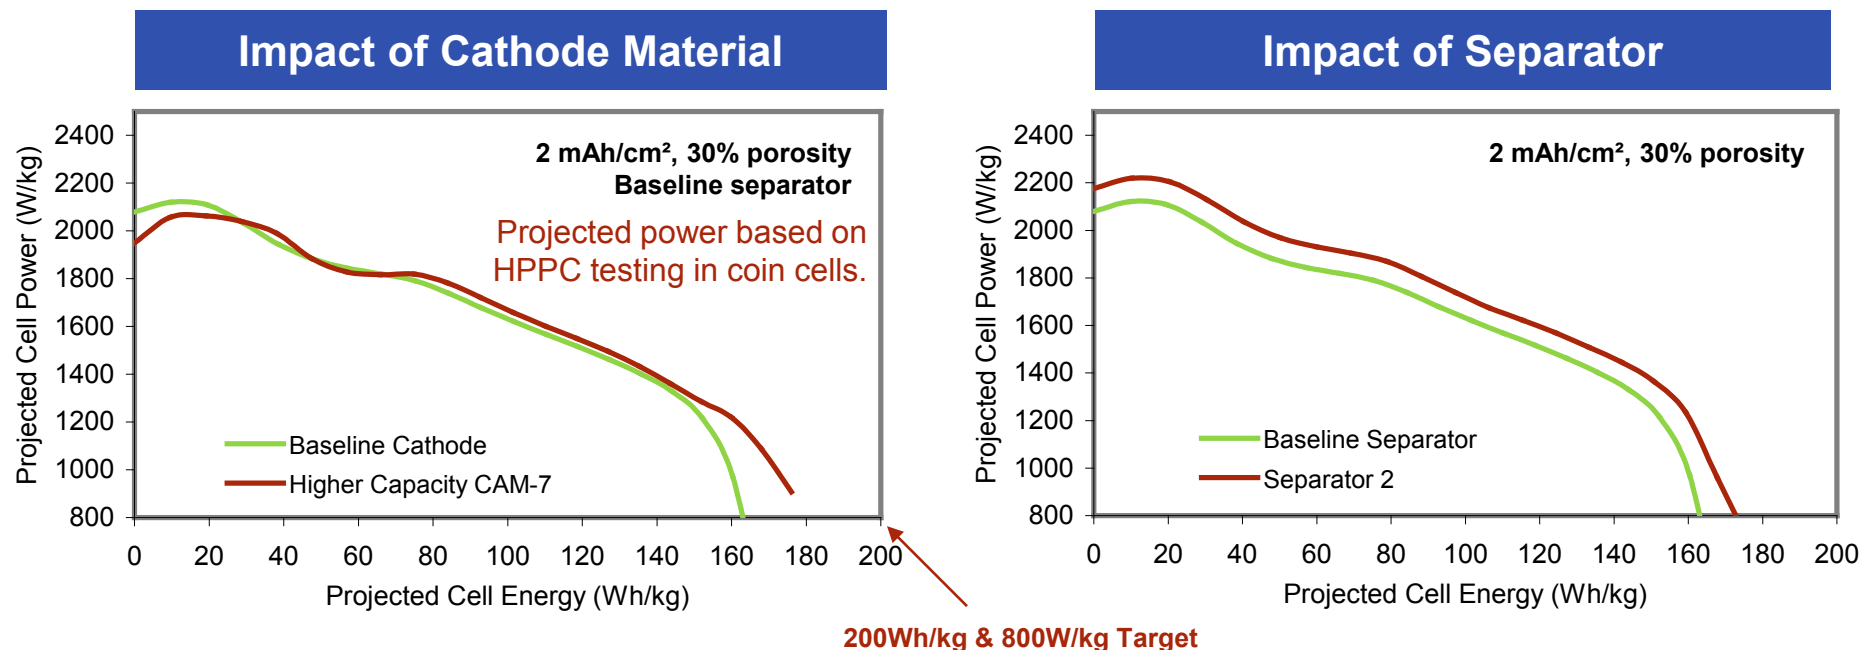 Impact of Cathode Material
2400
2200
2000
1800
1600
1400
1200
1000
800
Projected Cell Power (W/kg)
2 mAh/cm², 30% porosity
Baseline separator
Projected power based on
HPPC testing in coin cells.
Baseline Cathode
Higher Capacity CAM-7
0 20 40 60 80 100 120 140 160 180 200
Projected Cell Energy (Wh/kg)
Impact of Separator
2400
2200
2000
1800
1600
1400
1200
1000
800
Projected Cell Power (W/kg)
2 mAh/cm², 30% porosity
Baseline Separator
Separator 2
0 20 40 60 80 100 120 140 160 180 200
Projected Cell Energy (Wh/kg)
200Wh/kg & 800W/kg Target